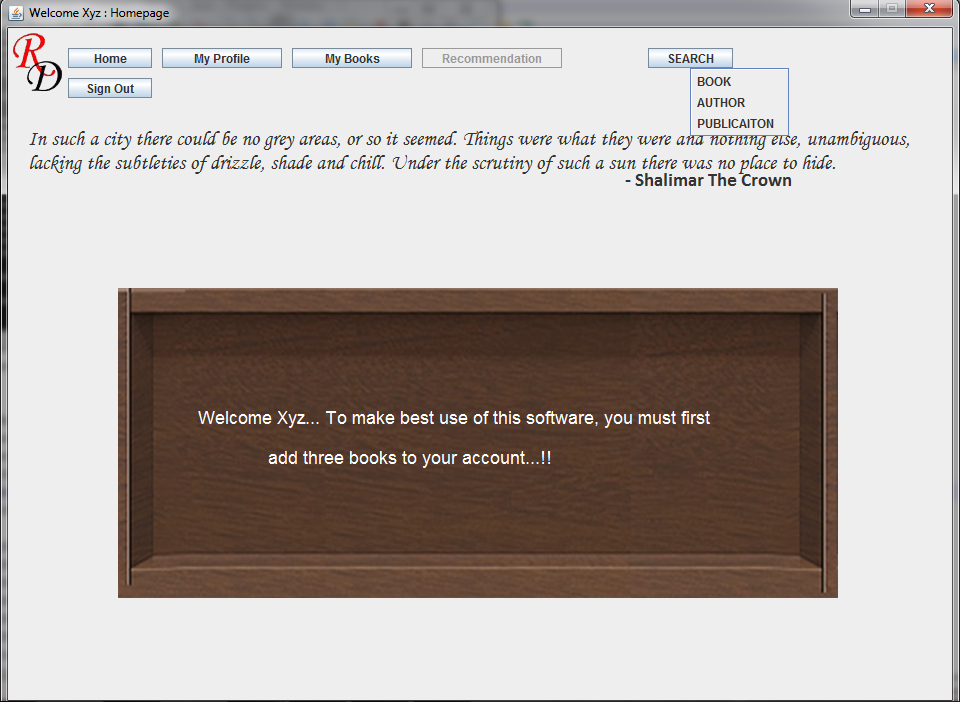 Welcome Xyz : Homepage
RD
Home My Profile My Books Recommendation SEARCH
Sign Out
BOOK
AUTHOR
PUBLICAITON
In such a city there could be no grey areas, or so it seemed. Things were what they were and nothing else, unambiguous,
lacking the subtleties of drizzle, shade and chill. Under the scrutiny of such a sun there was no place to hide.
- Shalimar The Crown
Welcome Xyz... To make best use of this software, you must first
add three books to your account...!!